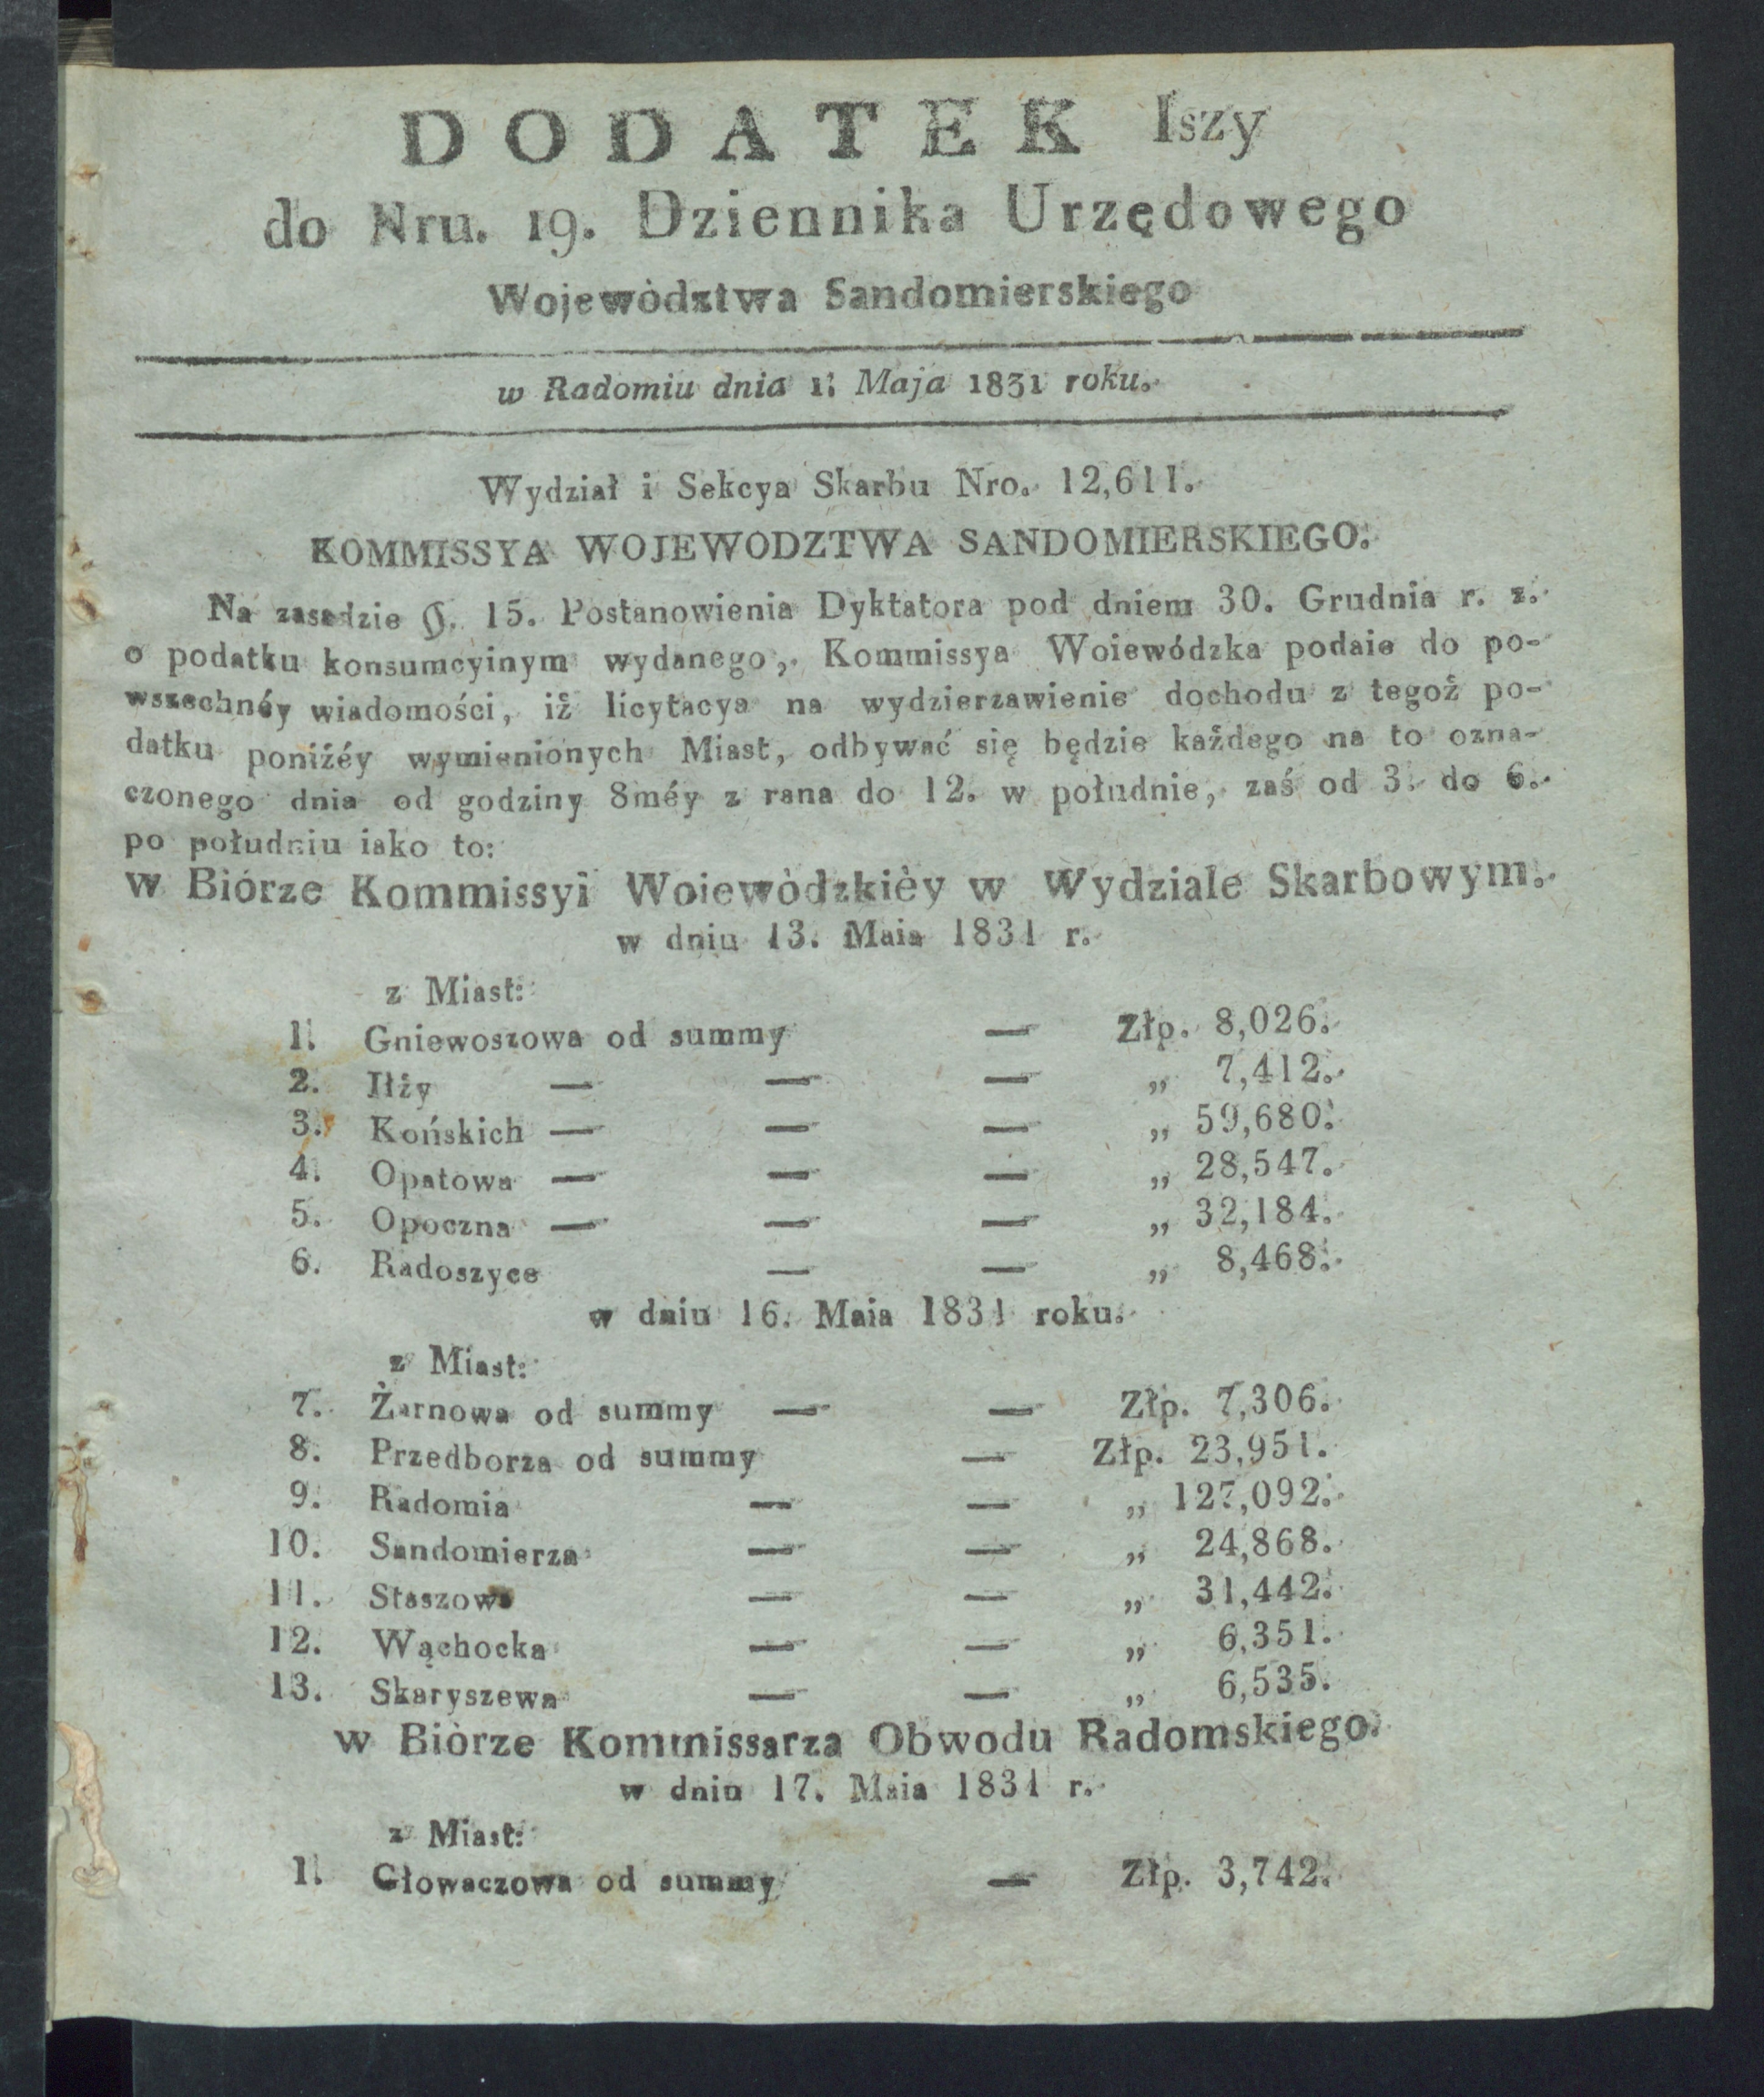 DODATEK Iszy
do Nru. 19. Dziennika Urzędowego
Wojewòdztwa Sandomierskiego
w Radomiu dnia 1. Maja 1831 roku.
Wydział i Sekcya Skarbu Nro. 12,611.
KOMMISSYA WOJEWODZTWA SANDOMIERSKIEGO.
Na zasadzie §. 15. Postanowienia Dyktatora pod dniem 30. Grudnia r. z.
o podatku konsumcyinym wydanego, Kommissya Woiewódzka podaie do po-
wszechnéy wiadomości, iż licytacya na wydzierzawienie dochodu z tegoż po-
datku poniżéy wymienionych Miast, odbywać się będzie każdego na to ozna-
czonego dnia od godziny 8méy z rana do 12. w południe, zaś od 3. do 6.
po południu iako to:
w Biórze Kommissyi Woiewòdzkièy w Wydziale Skarbowym.
w dniu 13. Maia 1831 r.
z Miast:
1. Gniewoszowa od summy — Złp. 8,026.
2. Iłży — — — „ 7,412.
3. Końskich — — — „ 59,680.
4. Opatowa — — — „ 28,547.
5. Opoczna — — — „ 32,184.
6. Radoszyce — — „ 8,468.
w dniu 16. Maia 1831 roku.
z Miast:
7. Żarnowa od summy — — Złp. 7,306.
8. Przedborza od summy — Złp. 23,951.
9. Radomia — — „ 127,092.
10. Sandomierza — — „ 24,868.
11. Staszowa — — „ 31,442.
12. Wąchocka — — „ 6,351.
13. Skaryszewa — — „ 6,535.
w Biòrze Kommissarza Obwodu Radomskiego.
w dniu 17. Maia 1831 r.
z Miast:
1. Głowaczowa od summy — Złp. 3,742.